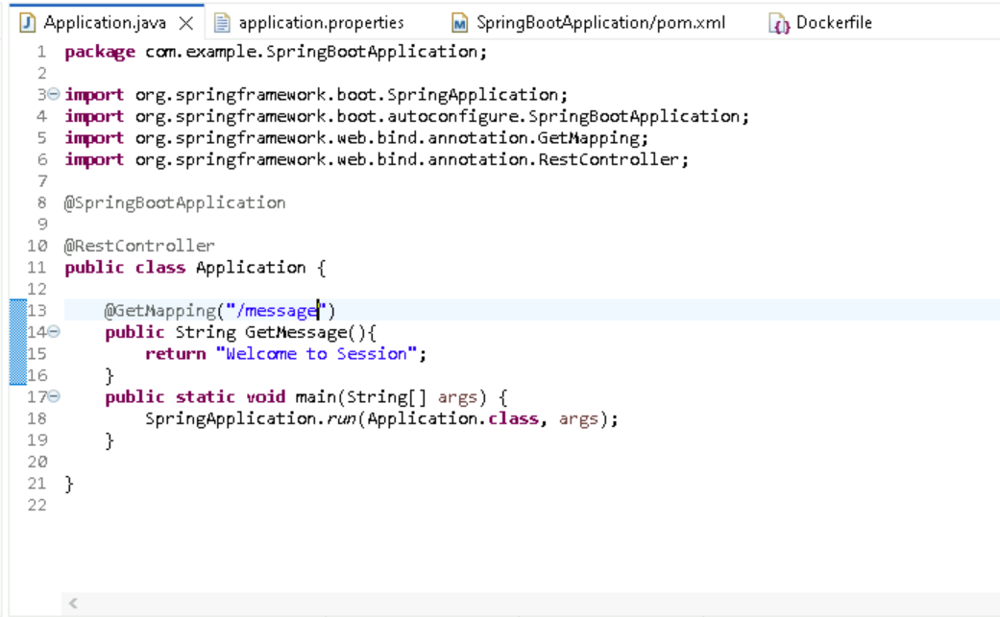 Application.java application.properties SpringBootApplication/pom.xml Dockerfile
1 package com.example.SpringBootApplication;
2
3 import org.springframework.boot.SpringApplication;
4 import org.springframework.boot.autoconfigure.SpringBootApplication;
5 import org.springframework.web.bind.annotation.GetMapping;
6 import org.springframework.web.bind.annotation.RestController;
7
8 @SpringBootApplication
9
10 @RestController
11 public class Application {
12
13     @GetMapping("/message")
14     public String GetMessage(){
15         return "Welcome to Session";
16     }
17     public static void main(String[] args) {
18         SpringApplication.run(Application.class, args);
19     }
20
21 }
22